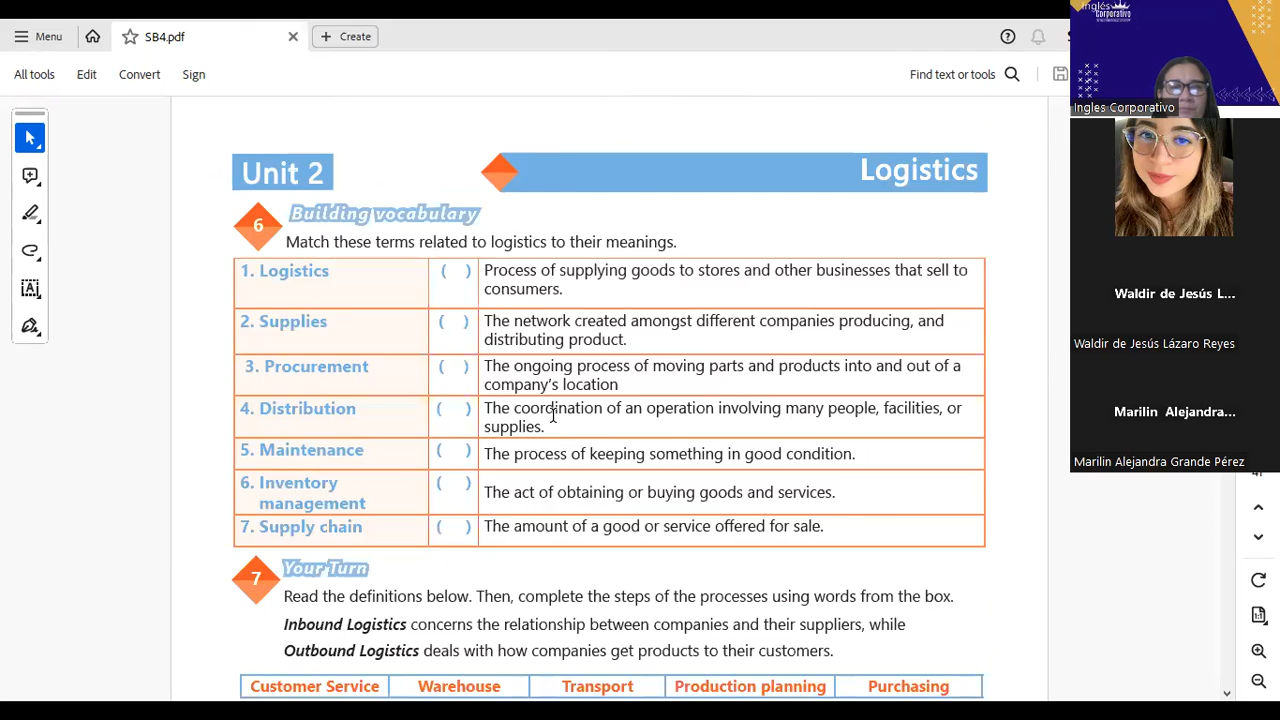 Menu
SB4.pdf
Create
All tools
Edit
Convert
Sign
Find text or tools
Unit 2
Logistics
6
Building vocabulary
Match these terms related to logistics to their meanings.
1. Logistics
( )
Process of supplying goods to stores and other businesses that sell to
consumers.
2. Supplies
( )
The network created amongst different companies producing, and
distributing product.
3. Procurement
( )
The ongoing process of moving parts and products into and out of a
company's location
4. Distribution
( )
The coordination of an operation involving many people, facilities, or
supplies.
5. Maintenance
( )
The process of keeping something in good condition.
6. Inventory
management
( )
The act of obtaining or buying goods and services.
7. Supply chain
( )
The amount of a good or service offered for sale.
7
Your Turn
Read the definitions below. Then, complete the steps of the processes using words from the box.
Inbound Logistics concerns the relationship between companies and their suppliers, while
Outbound Logistics deals with how companies get products to their customers.
Customer Service
Warehouse
Transport
Production planning
Purchasing
Inglés
Corporativo
Ingles Corporativo
Waldir de Jesús L...
Waldir de Jesús Lázaro Reyes
Marilin Alejandra...
Marilin Alejandra Grande Pérez